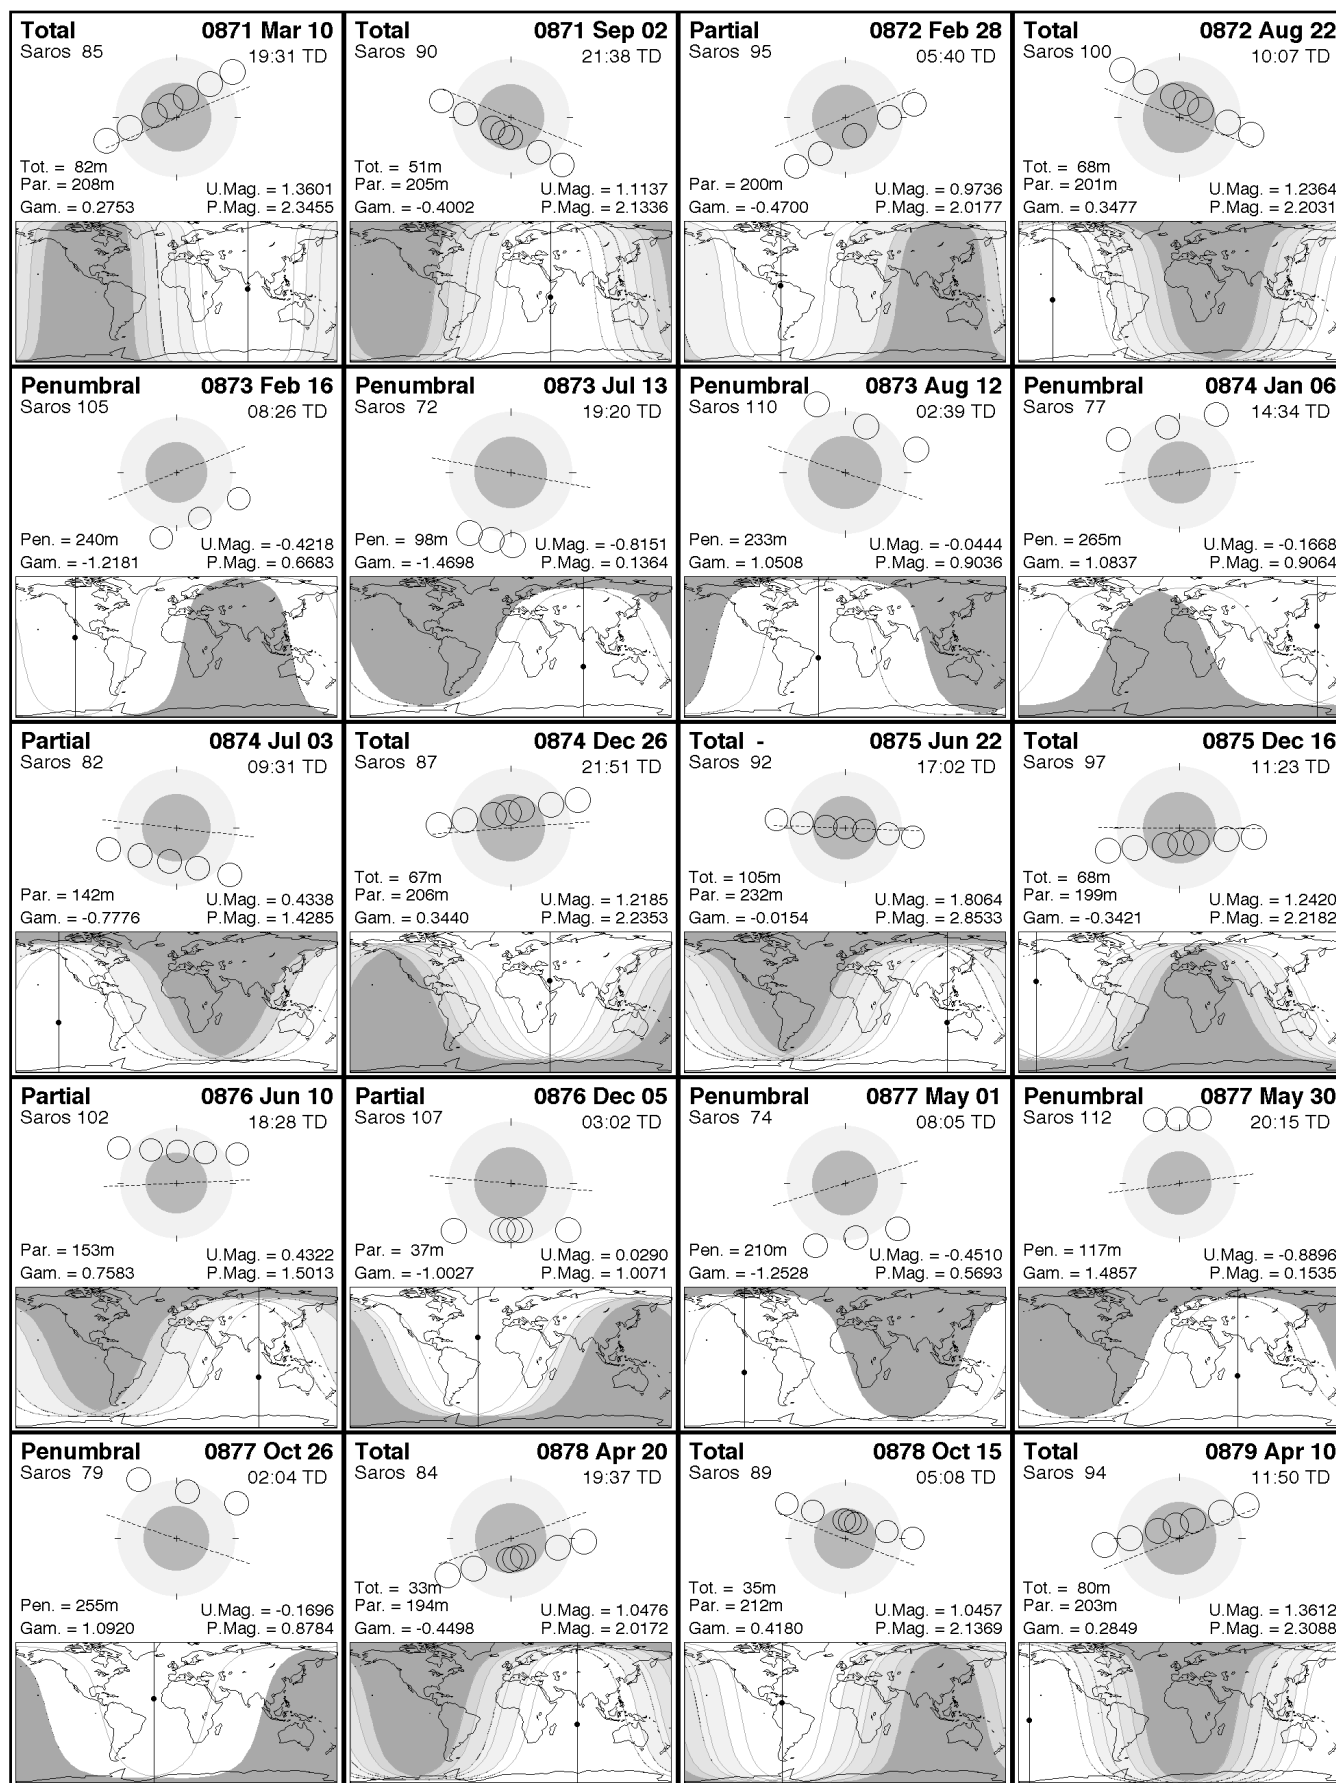 Total 0871 Mar 10
Saros 85 19:31 TD
Tot. = 82m
Par. = 208m U.Mag. = 1.3601
Gam. = 0.2753 P.Mag. = 2.3455
Total 0871 Sep 02
Saros 90 21:38 TD
Tot. = 51m
Par. = 205m U.Mag. = 1.1137
Gam. = -0.4002 P.Mag. = 2.1336
Partial 0872 Feb 28
Saros 95 05:40 TD
Par. = 200m U.Mag. = 0.9736
Gam. = -0.4700 P.Mag. = 2.0177
Total 0872 Aug 22
Saros 100 10:07 TD
Tot. = 68m
Par. = 201m U.Mag. = 1.2364
Gam. = 0.3477 P.Mag. = 2.2031
Penumbral 0873 Feb 16
Saros 105 08:26 TD
Pen. = 240m U.Mag. = -0.4218
Gam. = -1.2181 P.Mag. = 0.6683
Penumbral 0873 Jul 13
Saros 72 19:20 TD
Pen. = 98m U.Mag. = -0.8151
Gam. = -1.4698 P.Mag. = 0.1364
Penumbral 0873 Aug 12
Saros 110 02:39 TD
Pen. = 233m U.Mag. = -0.0444
Gam. = 1.0508 P.Mag. = 0.9036
Penumbral 0874 Jan 06
Saros 77 14:34 TD
Pen. = 265m U.Mag. = -0.1668
Gam. = 1.0837 P.Mag. = 0.9064
Partial 0874 Jul 03
Saros 82 09:31 TD
Par. = 142m U.Mag. = 0.4338
Gam. = -0.7776 P.Mag. = 1.4285
Total 0874 Dec 26
Saros 87 21:51 TD
Tot. = 67m
Par. = 206m U.Mag. = 1.2185
Gam. = 0.3440 P.Mag. = 2.2353
Total - 0875 Jun 22
Saros 92 17:02 TD
Tot. = 105m
Par. = 232m U.Mag. = 1.8064
Gam. = -0.0154 P.Mag. = 2.8533
Total 0875 Dec 16
Saros 97 11:23 TD
Tot. = 68m
Par. = 199m U.Mag. = 1.2420
Gam. = -0.3421 P.Mag. = 2.2182
Partial 0876 Jun 10
Saros 102 18:28 TD
Par. = 153m U.Mag. = 0.4322
Gam. = 0.7583 P.Mag. = 1.5013
Partial 0876 Dec 05
Saros 107 03:02 TD
Par. = 37m U.Mag. = 0.0290
Gam. = -1.0027 P.Mag. = 1.0071
Penumbral 0877 May 01
Saros 74 08:05 TD
Pen. = 210m U.Mag. = -0.4510
Gam. = -1.2528 P.Mag. = 0.5693
Penumbral 0877 May 30
Saros 112 20:15 TD
Pen. = 117m U.Mag. = -0.8896
Gam. = 1.4857 P.Mag. = 0.1535
Penumbral 0877 Oct 26
Saros 79 02:04 TD
Pen. = 255m U.Mag. = -0.1696
Gam. = 1.0920 P.Mag. = 0.8784
Total 0878 Apr 20
Saros 84 19:37 TD
Tot. = 33m
Par. = 194m U.Mag. = 1.0476
Gam. = -0.4498 P.Mag. = 2.0172
Total 0878 Oct 15
Saros 89 05:08 TD
Tot. = 35m
Par. = 212m U.Mag. = 1.0457
Gam. = 0.4180 P.Mag. = 2.1369
Total 0879 Apr 10
Saros 94 11:50 TD
Tot. = 80m
Par. = 203m U.Mag. = 1.3612
Gam. = 0.2849 P.Mag. = 2.3088